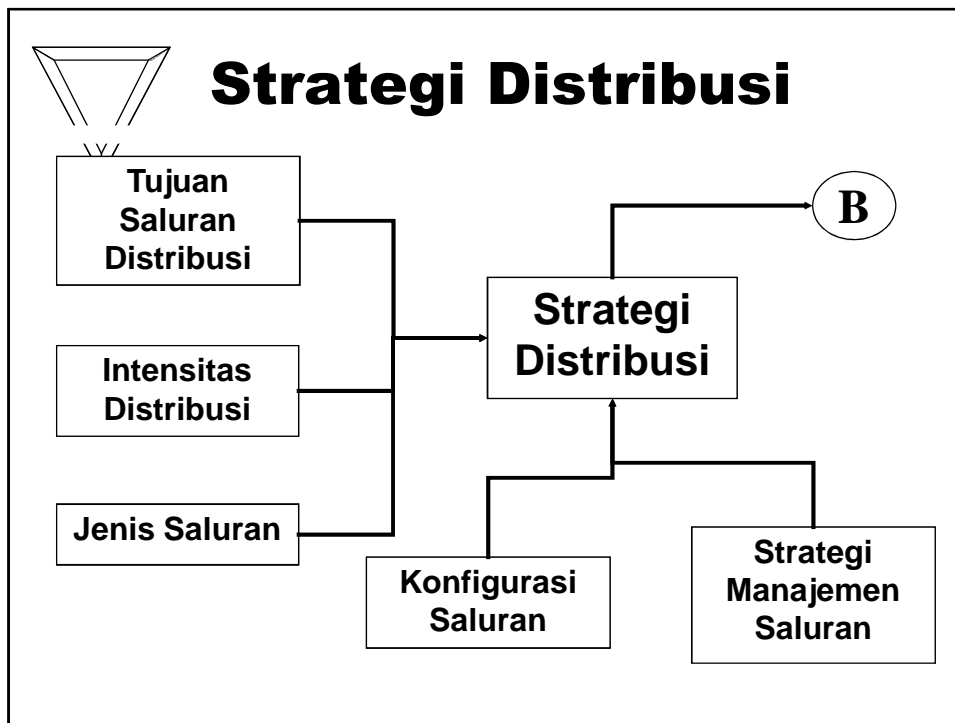 Strategi Distribusi
Tujuan
Saluran
Distribusi
B
Strategi
Distribusi
Intensitas
Distribusi
Jenis Saluran
Konfigurasi
Saluran
Strategi
Manajemen
Saluran